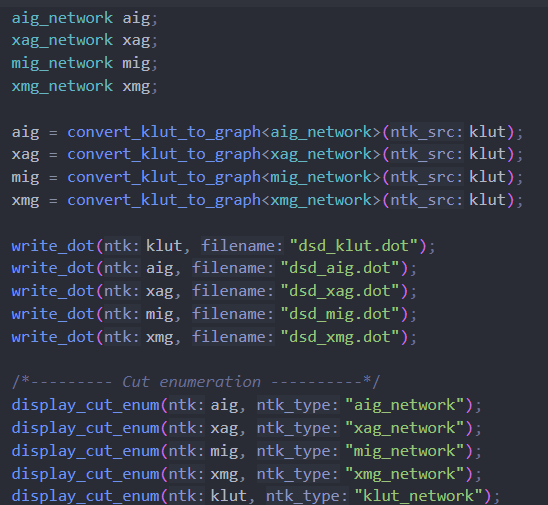 aig_network aig;
xag_network xag;
mig_network mig;
xmg_network xmg;
aig = convert_klut_to_graph<aig_network>(ntk_src: klut);
xag = convert_klut_to_graph<xag_network>(ntk_src: klut);
mig = convert_klut_to_graph<mig_network>(ntk_src: klut);
xmg = convert_klut_to_graph<xmg_network>(ntk_src: klut);
write_dot(ntk: klut, filename: "dsd_klut.dot");
write_dot(ntk: aig, filename: "dsd_aig.dot");
write_dot(ntk: xag, filename: "dsd_xag.dot");
write_dot(ntk: mig, filename: "dsd_mig.dot");
write_dot(ntk: xmg, filename: "dsd_xmg.dot");
/*--------- Cut enumeration ----------*/
display_cut_enum(ntk: aig, ntk_type: "aig_network");
display_cut_enum(ntk: xag, ntk_type: "xag_network");
display_cut_enum(ntk: mig, ntk_type: "mig_network");
display_cut_enum(ntk: xmg, ntk_type: "xmg_network");
display_cut_enum(ntk: klut, ntk_type: "klut_network");